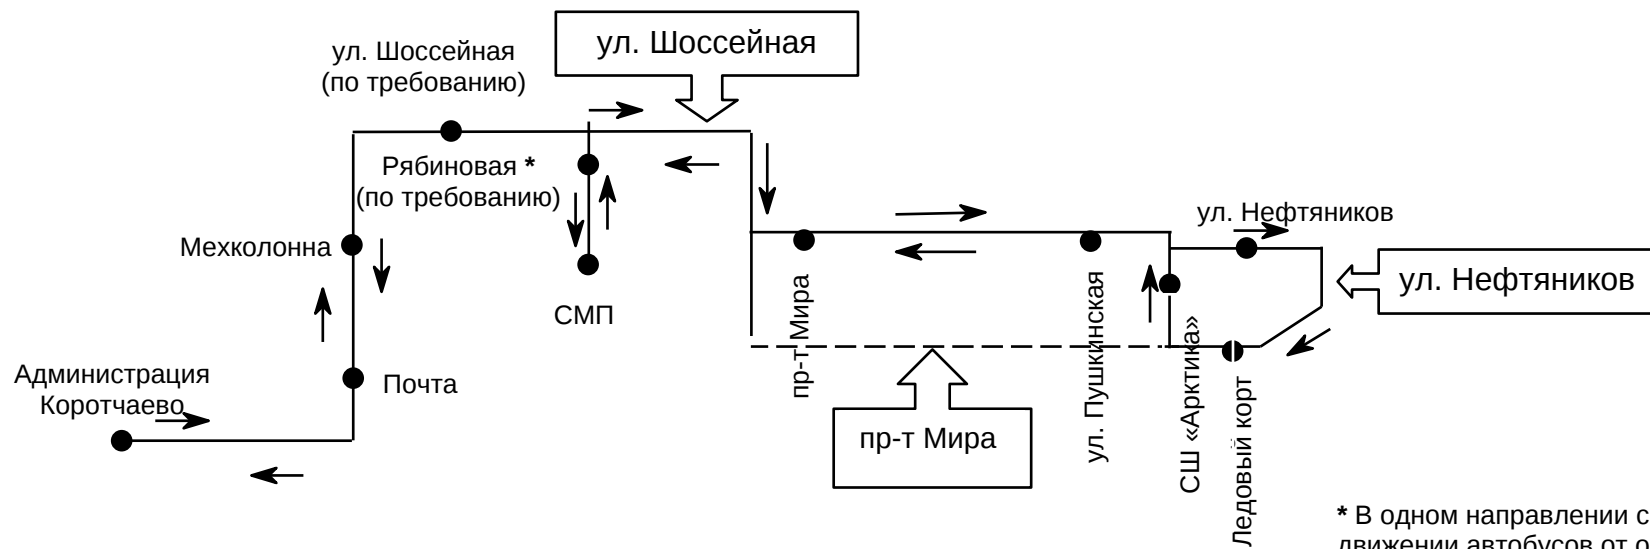 ул. Шоссейная
ул. Шоссейная
(по требованию)
Рябиновая *
(по требованию)
ул. Нефтяников
Мехколонна
ул. Нефтяников
СМП
Администрация
Коротчаево
Почта
пр-т Мира
ул. Пушкинская
СШ «Арктика»
Ледовый корт
пр-т Мира
* В одном направлении с
движении автобусов от о